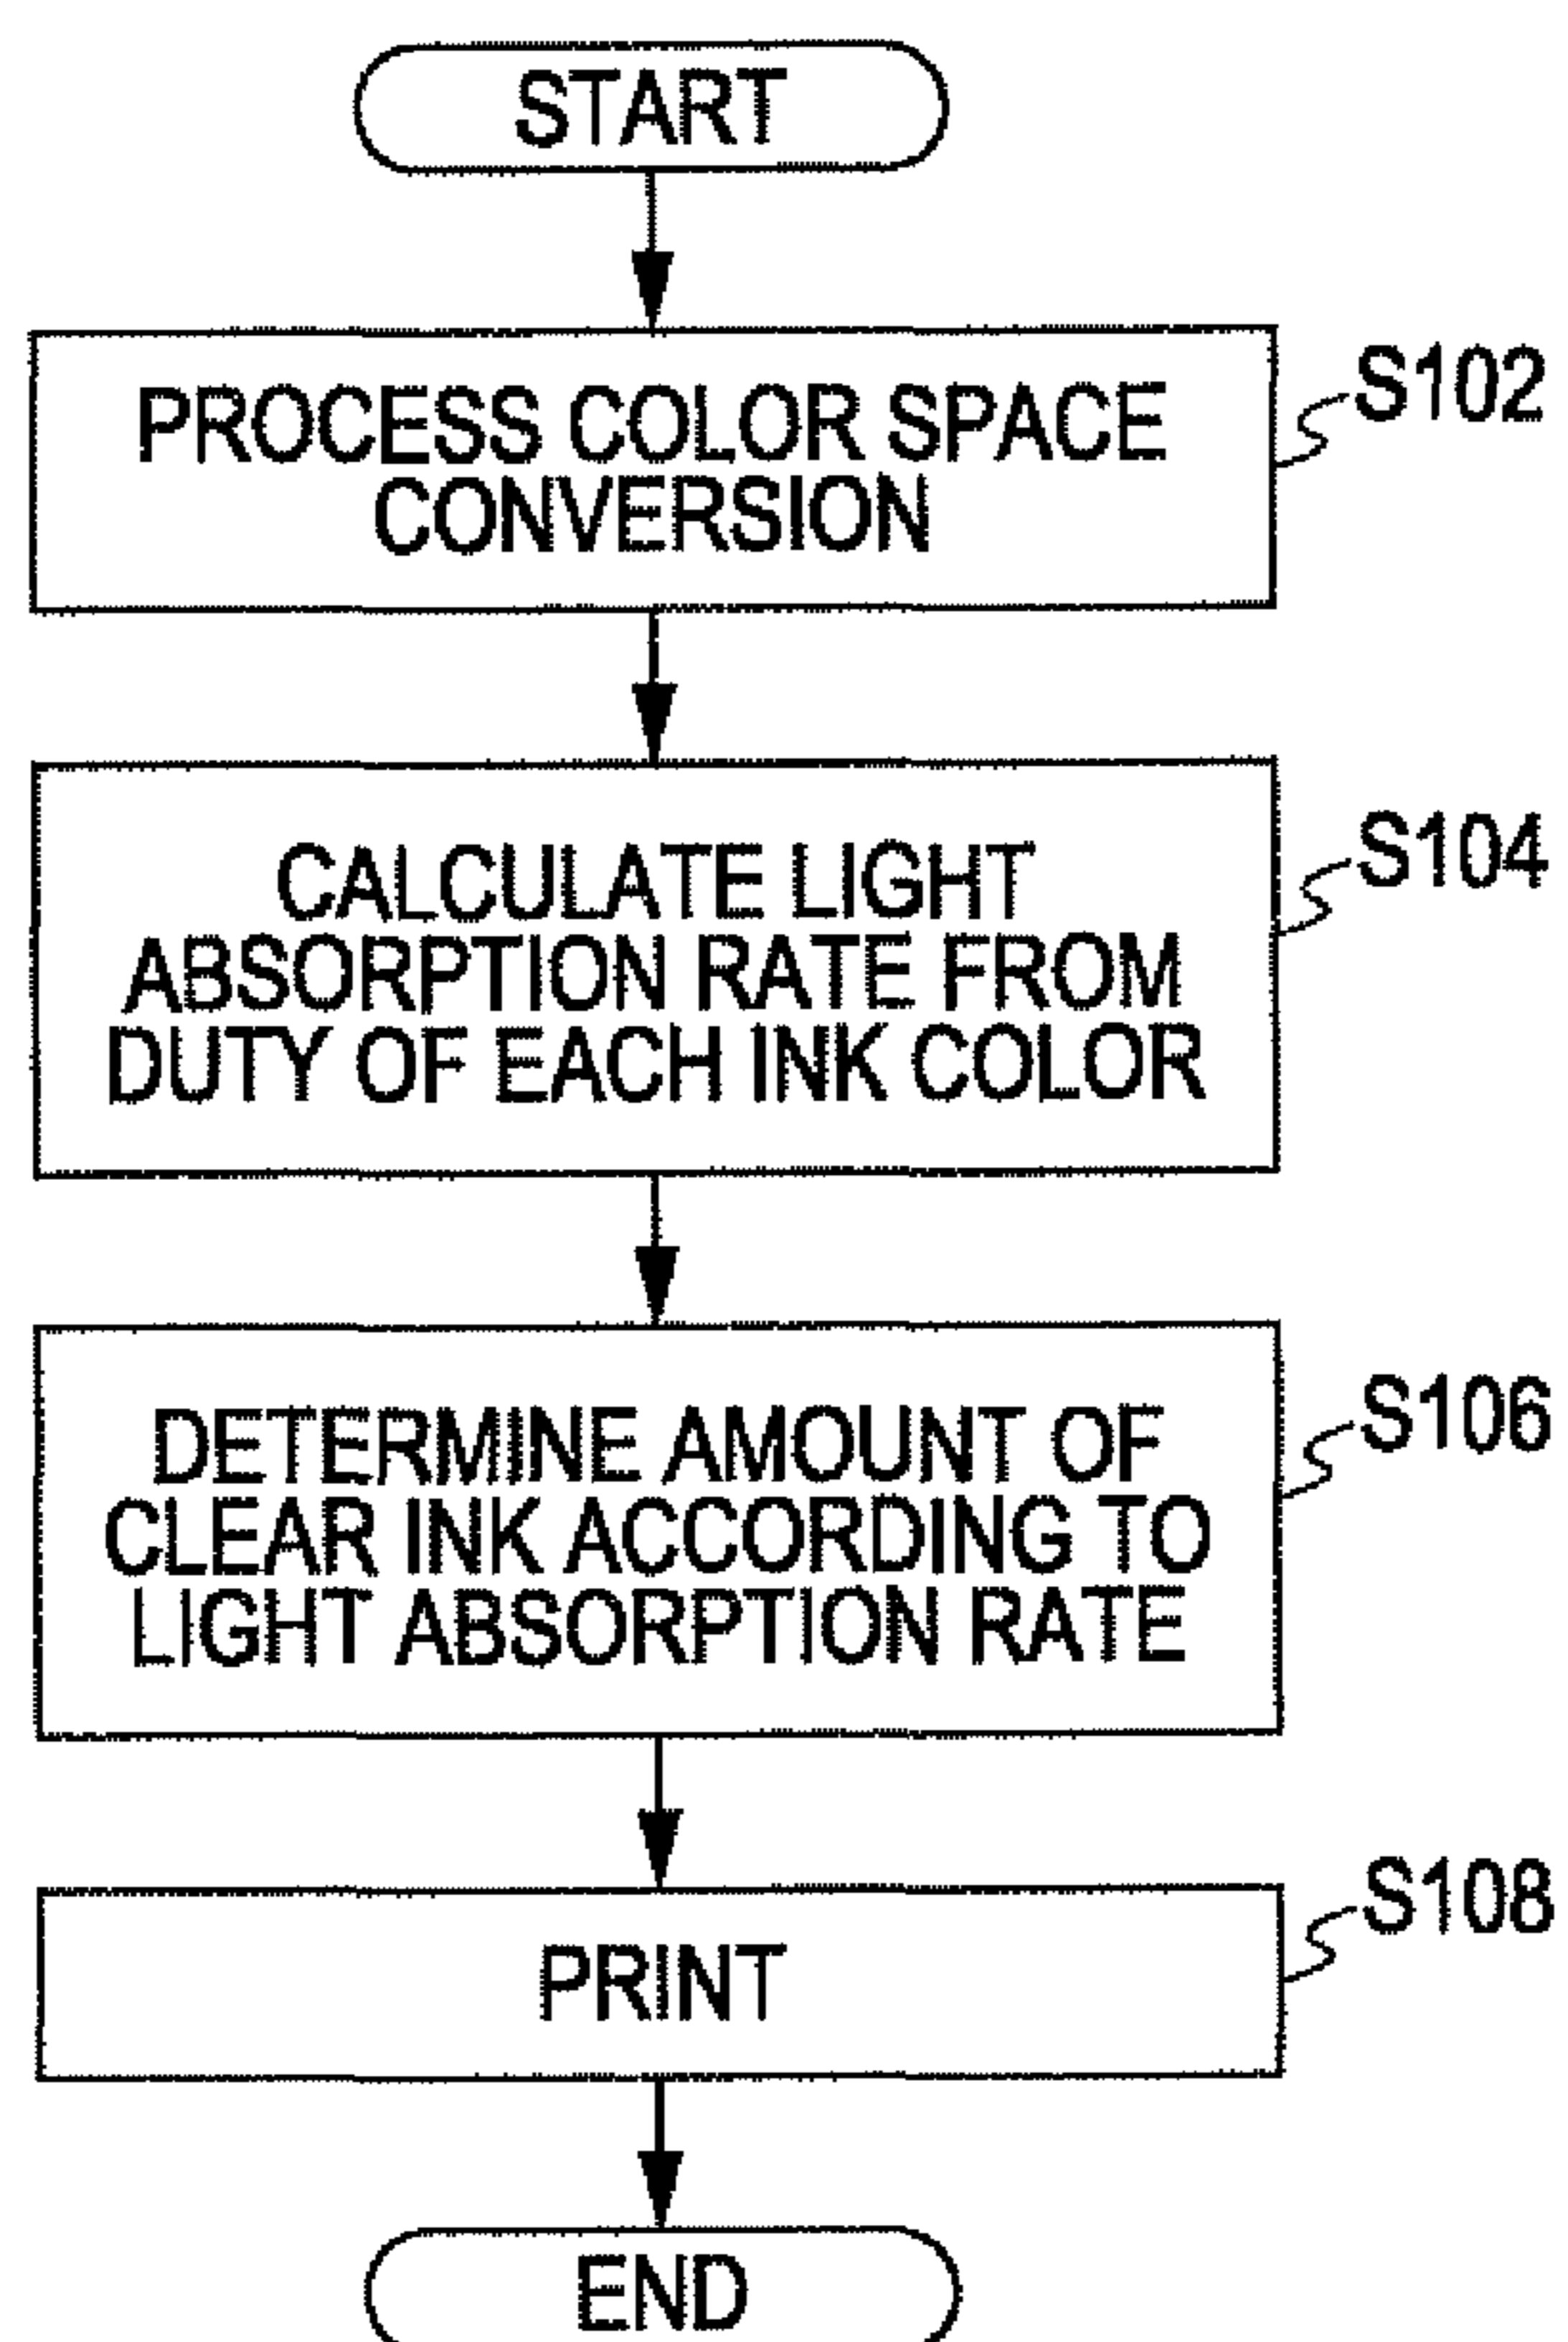 START
PROCESS COLOR SPACE
CONVERSION
S102
CALCULATE LIGHT
ABSORPTION RATE FROM
DUTY OF EACH INK COLOR
S104
DETERMINE AMOUNT OF
CLEAR INK ACCORDING TO
LIGHT ABSORPTION RATE
S106
PRINT
S108
END